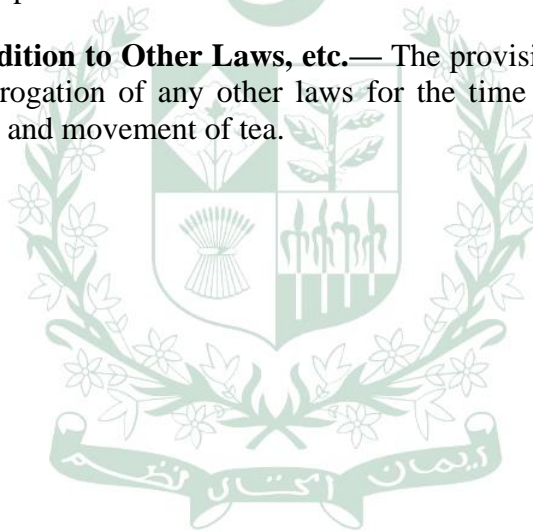 dition to Other Laws, etc.— The provisi
rogation of any other laws for the time
and movement of tea.
ایمان اتحاد نظم